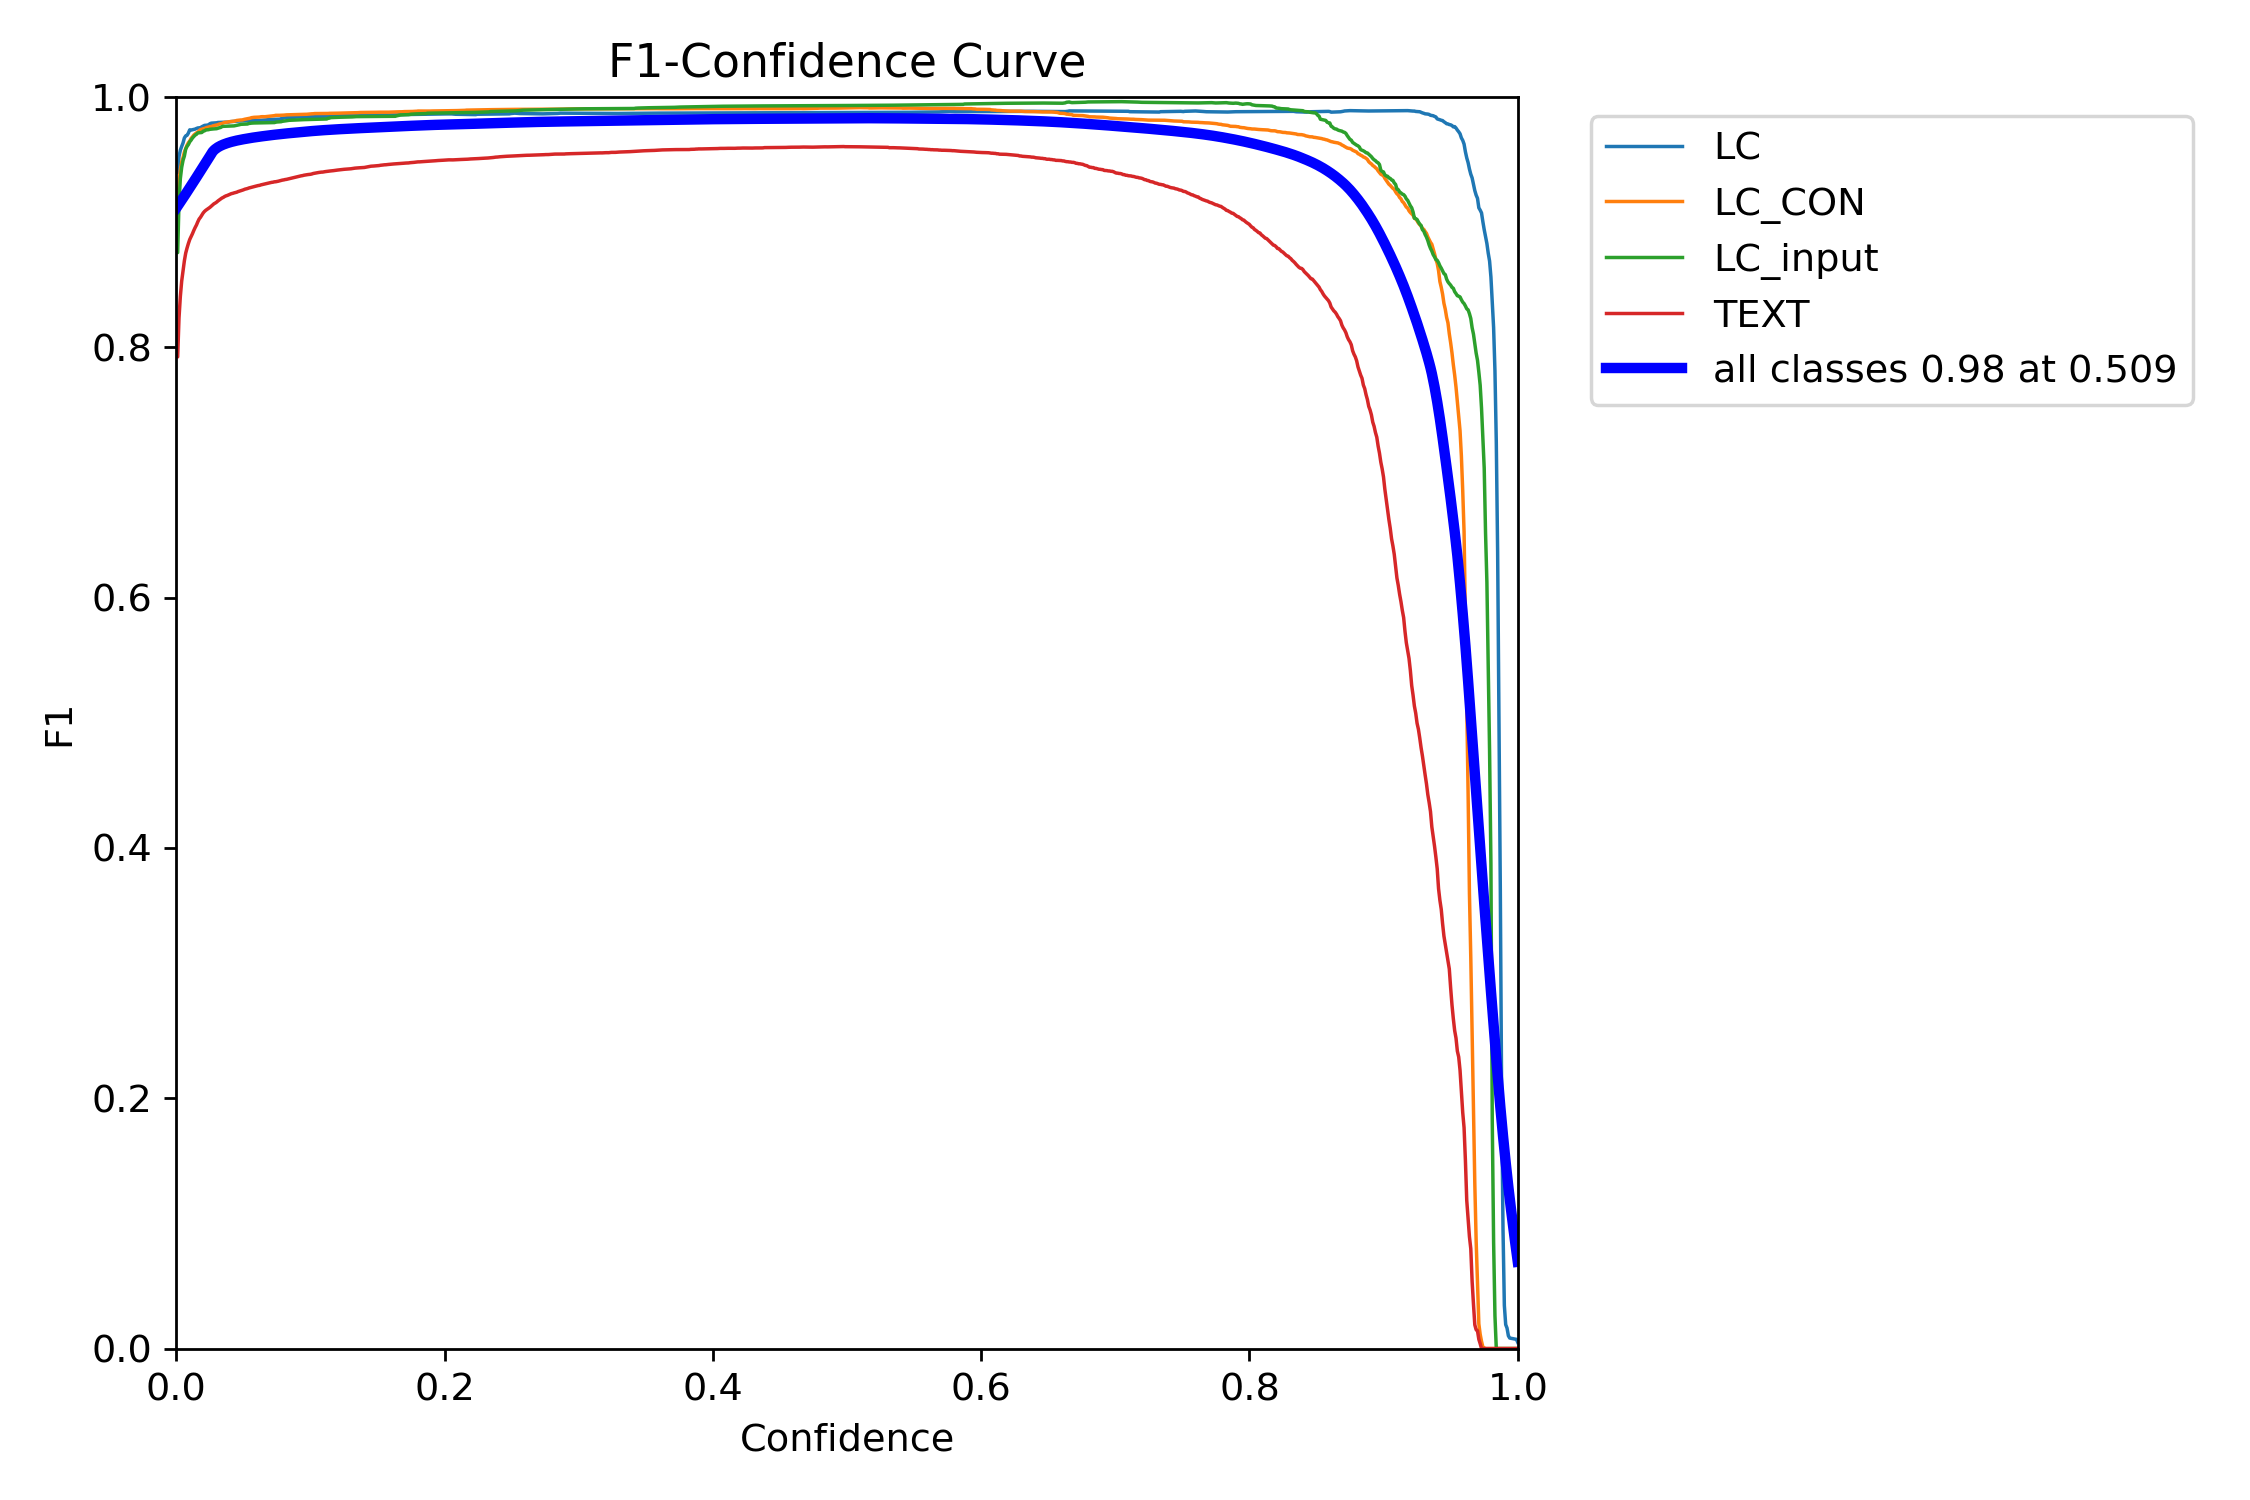 F1-Confidence Curve
1.0
0.8
0.6
0.4
0.2
0.0
F1
0.0 0.2 0.4 0.6 0.8 1.0
Confidence
LC
LC_CON
LC_input
TEXT
all classes 0.98 at 0.509